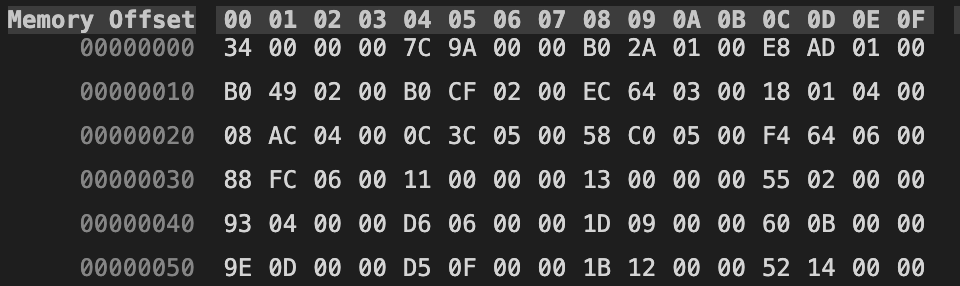 Memory Offset 00 01 02 03 04 05 06 07 08 09 0A 0B 0C 0D 0E 0F
00000000 34 00 00 00 7C 9A 00 00 B0 2A 01 00 E8 AD 01 00
00000010 B0 49 02 00 B0 CF 02 00 EC 64 03 00 18 01 04 00
00000020 08 AC 04 00 0C 3C 05 00 58 C0 05 00 F4 64 06 00
00000030 88 FC 06 00 11 00 00 00 13 00 00 00 55 02 00 00
00000040 93 04 00 00 D6 06 00 00 1D 09 00 00 60 0B 00 00
00000050 9E 0D 00 00 D5 0F 00 00 1B 12 00 00 52 14 00 00